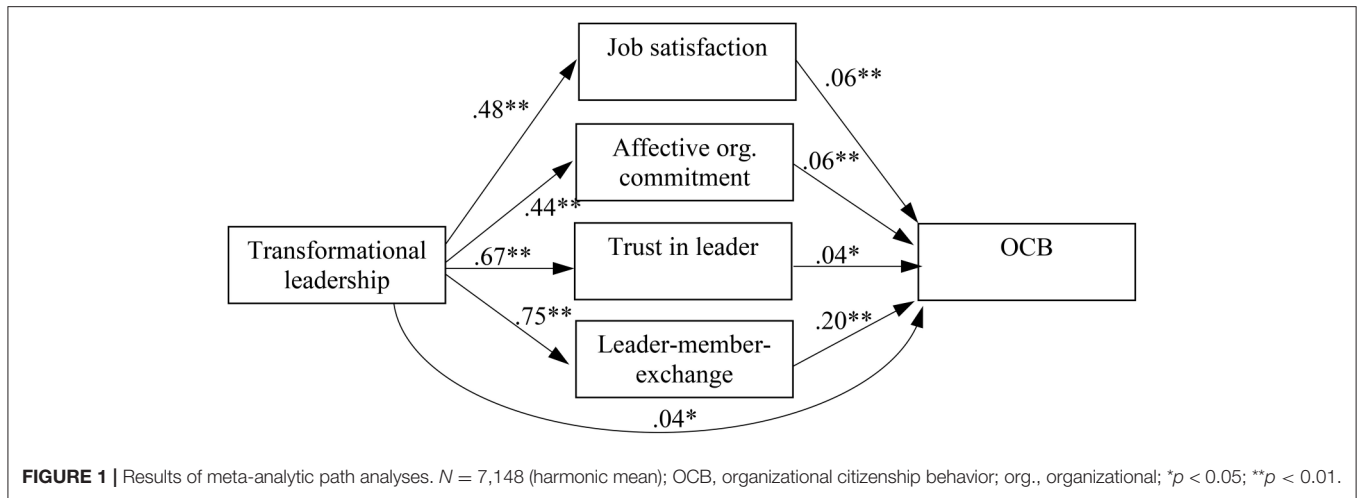 Job satisfaction
.06**
.48**
Affective org.
commitment
.06**
.44**
Transformational
leadership
.67**
Trust in leader
.04*
OCB
.75**
Leader-member-
exchange
.20**
.04*
FIGURE 1 | Results of meta-analytic path analyses. N = 7,148 (harmonic mean); OCB, organizational citizenship behavior; org., organizational; *p < 0.05; **p < 0.01.